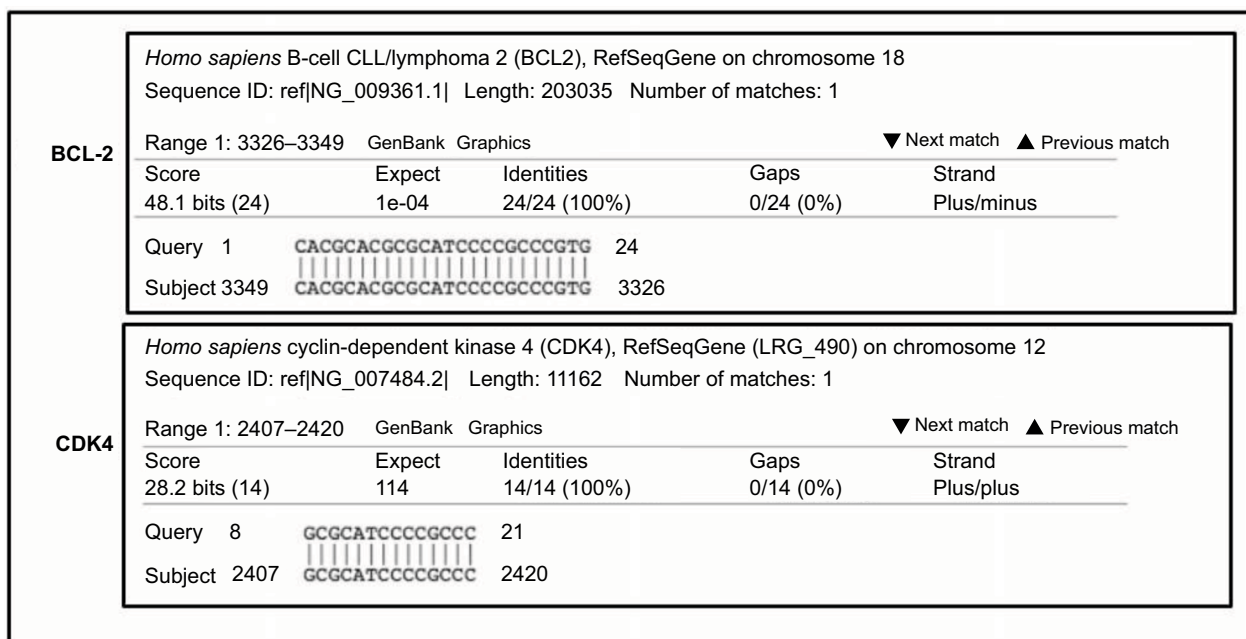 BCL-2
Homo sapiens B-cell CLL/lymphoma 2 (BCL2), RefSeqGene on chromosome 18
Sequence ID: ref|NG_009361.1| Length: 203035 Number of matches: 1
Range 1: 3326–3349 GenBank Graphics ▼ Next match ▲ Previous match
Score Expect Identities Gaps Strand
48.1 bits (24) 1e-04 24/24 (100%) 0/24 (0%) Plus/minus
Query 1 CACGCACGCGCATCCCCGCCCGTG 24
||||||||||||||||||||||||
Subject 3349 CACGCACGCGCATCCCCGCCCGTG 3326
CDK4
Homo sapiens cyclin-dependent kinase 4 (CDK4), RefSeqGene (LRG_490) on chromosome 12
Sequence ID: ref|NG_007484.2| Length: 11162 Number of matches: 1
Range 1: 2407–2420 GenBank Graphics ▼ Next match ▲ Previous match
Score Expect Identities Gaps Strand
28.2 bits (14) 114 14/14 (100%) 0/14 (0%) Plus/plus
Query 8 GCGCATCCCCGCCC 21
||||||||||||||
Subject 2407 GCGCATCCCCGCCC 2420